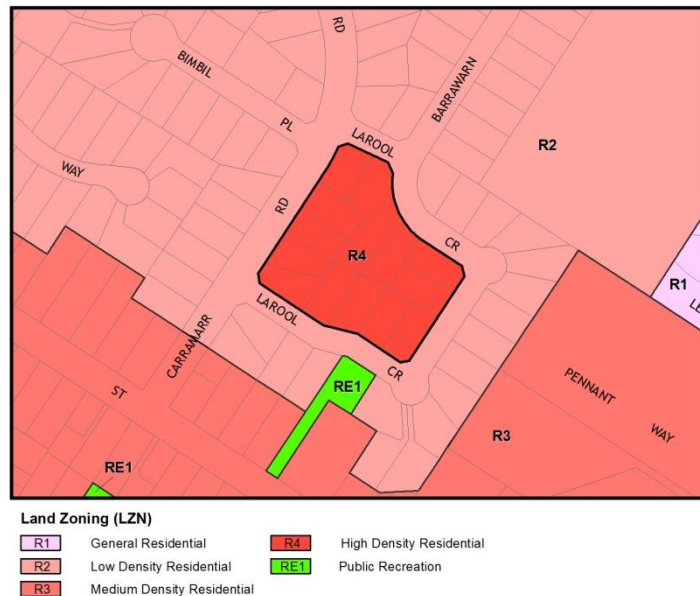 RD
BIMBIL
PL
BARRAWARN
LAROOL
R2
WAY
RD
CR
R4
R1
LE
LAROOL
CARRAMARR
CR
RE1
PENNANT
ST
WAY
R3
RE1
Land Zoning (LZN)
R1 General Residential
R4 High Density Residential
R2 Low Density Residential
RE1 Public Recreation
R3 Medium Density Residential